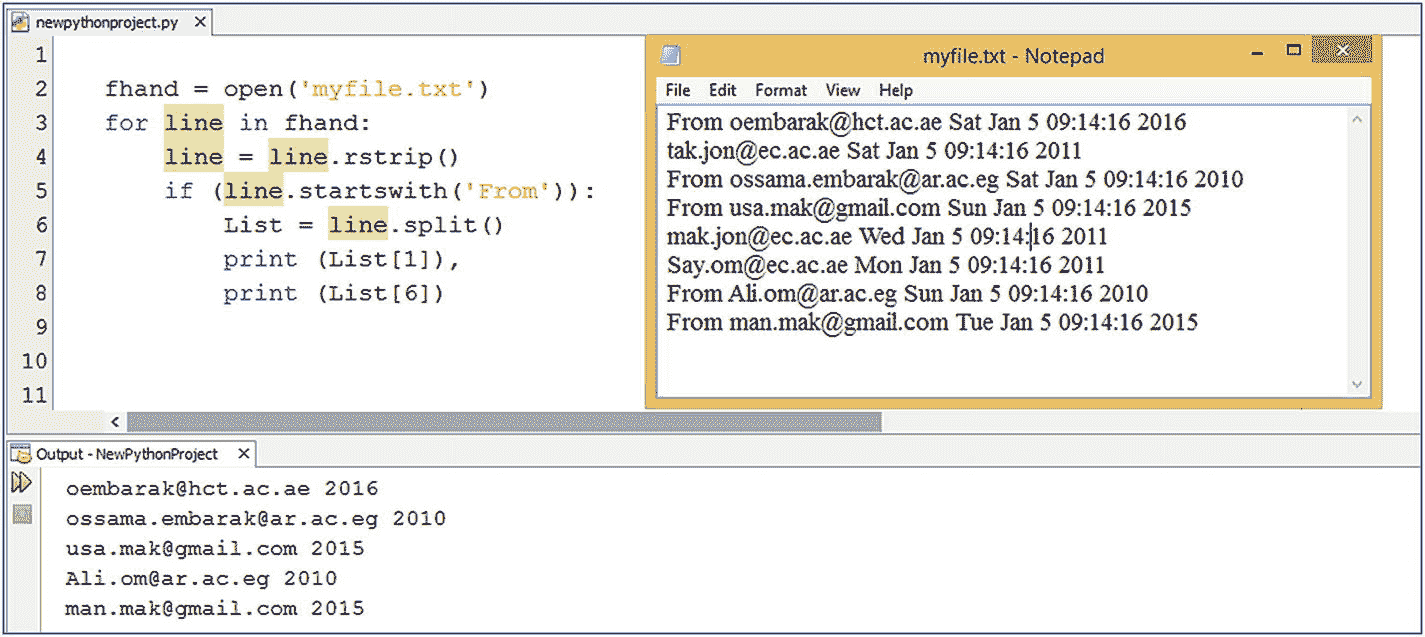 newpythonproject.py
1
2 fhand = open('myfile.txt')
3 for line in fhand:
4 line = line.rstrip()
5 if (line.startswith('From')):
6 List = line.split()
7 print (List[1]),
8 print (List[6])
9
10
11
myfile.txt - Notepad
File Edit Format View Help
From oembarak@hct.ac.ae Sat Jan 5 09:14:16 2016
tak.jon@ec.ac.ae Sat Jan 5 09:14:16 2011
From ossama.embarak@ar.ac.eg Sat Jan 5 09:14:16 2010
From usa.mak@gmail.com Sun Jan 5 09:14:16 2015
mak.jon@ec.ac.ae Wed Jan 5 09:14:16 2011
Say.om@ec.ac.ae Mon Jan 5 09:14:16 2011
From Ali.om@ar.ac.eg Sun Jan 5 09:14:16 2010
From man.mak@gmail.com Tue Jan 5 09:14:16 2015
Output - NewPythonProject
oembarak@hct.ac.ae 2016
ossama.embarak@ar.ac.eg 2010
usa.mak@gmail.com 2015
Ali.om@ar.ac.eg 2010
man.mak@gmail.com 2015